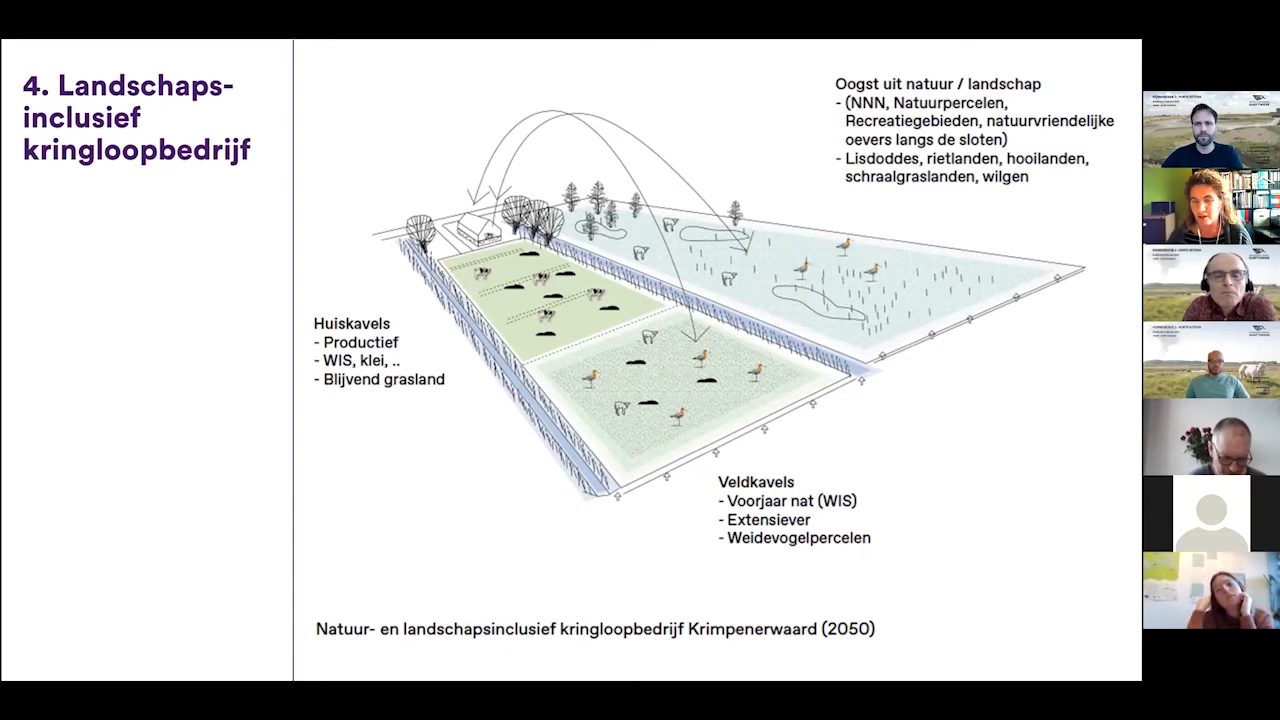 4. Landschaps-
inclusief
kringloopbedrijf
Oogst uit natuur / landschap
- (NNN, Natuurpercelen,
Recreatiegebieden, natuurvriendelijke
oevers langs de sloten)
- Lisdoddes, rietlanden, hooilanden,
schraalgraslanden, wilgen
Huiskavels
- Productief
- WIS, klei, ..
- Blijvend grasland
Veldkavels
- Voorjaar nat (WIS)
- Extensiever
- Weidevogelpercelen
Natuur- en landschapsinclusief kringloopbedrijf Krimpenerwaard (2050)